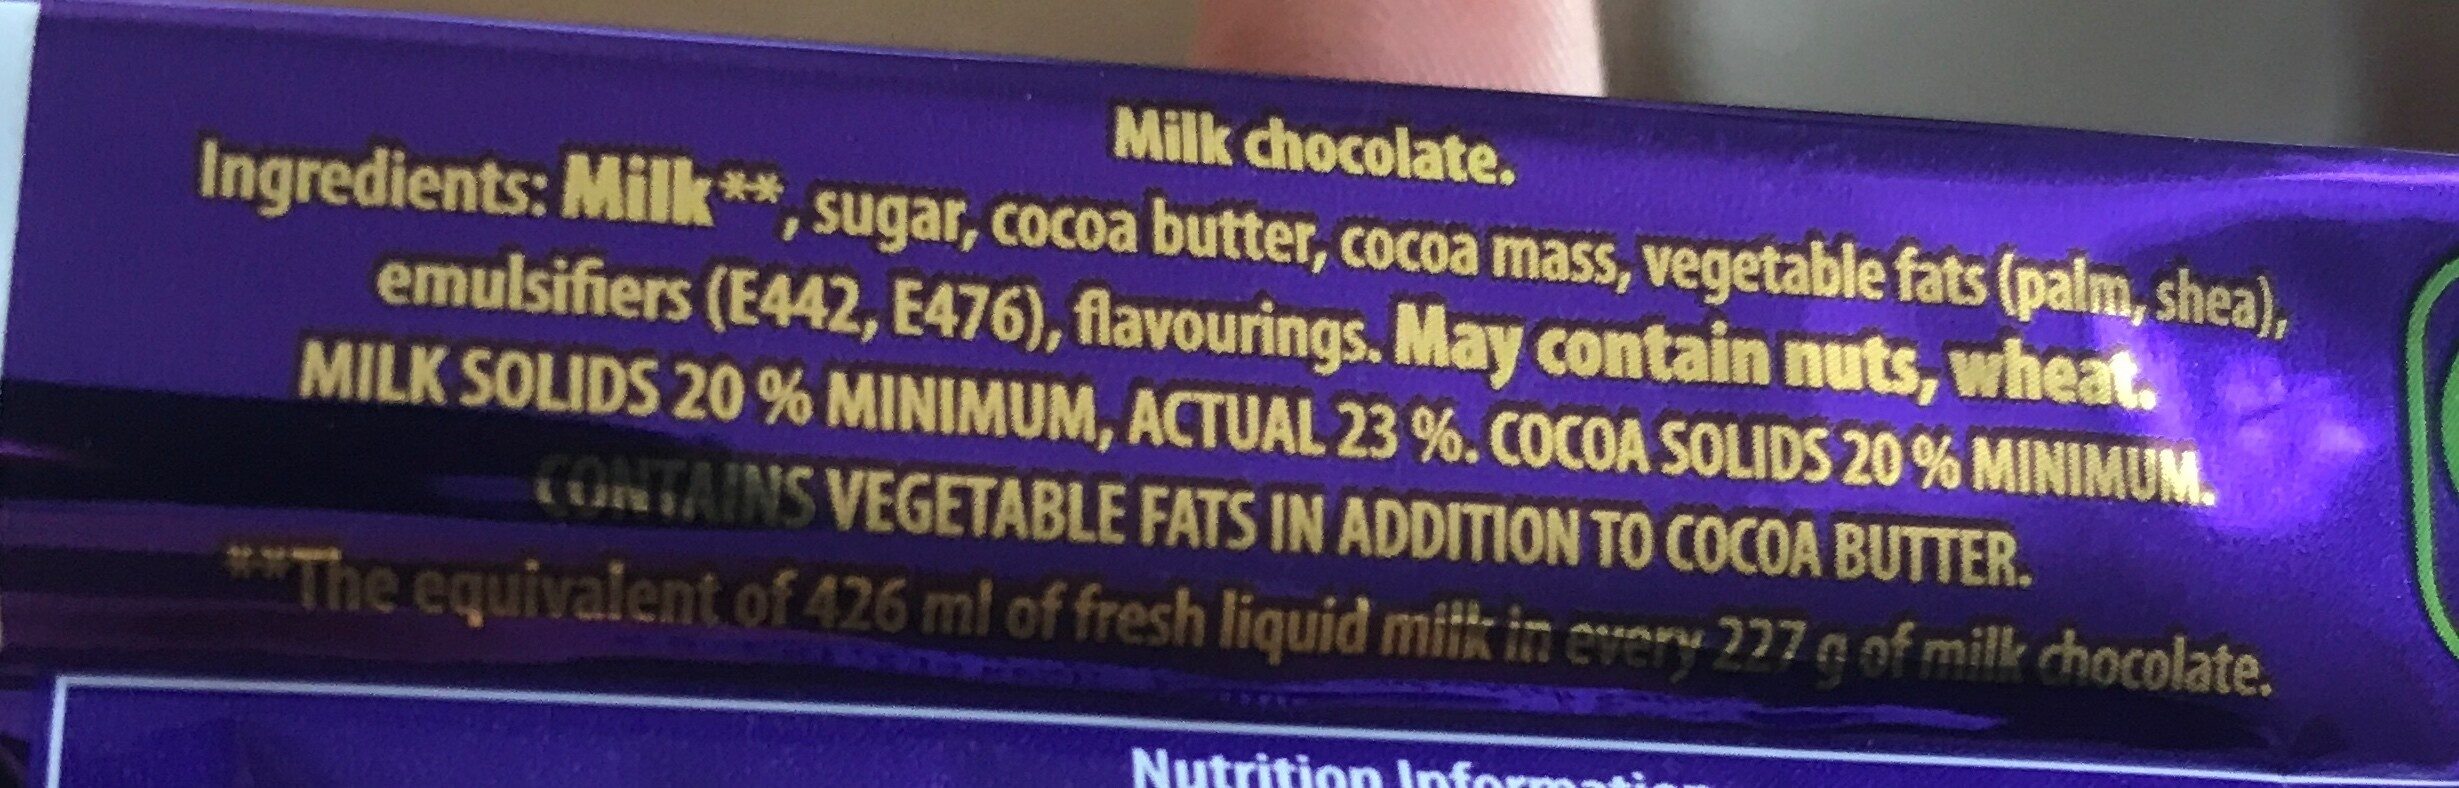 Milk chocolate.
Ingredients: Milk**, sugar, cocoa butter, cocoa mass, vegetable fats (palm, shea),
emulsifiers (E442, E476), flavourings. May contain nuts, wheat.
MILK SOLIDS 20 % MINIMUM, ACTUAL 23 %. COCOA SOLIDS 20 % MINIMUM.
CONTAINS VEGETABLE FATS IN ADDITION TO COCOA BUTTER.
**The equivalent of 426 ml of fresh liquid milk in every 227 g of milk chocolate.
Nutrition Information